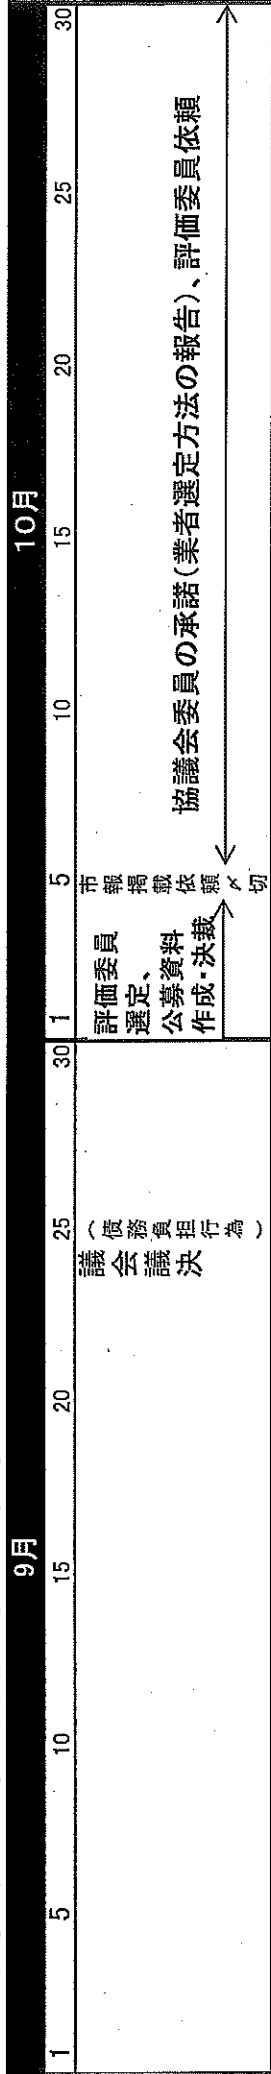 9月
10月
1 5 10 15 20 25 30
1 5 10 15 20 25 30
議会議決
（債務負担行為）
評価委員
選定、
公募資料
作成・決裁
市報掲載依頼〆切
協議会委員の承諾(業者選定方法の報告)、評価委員依頼